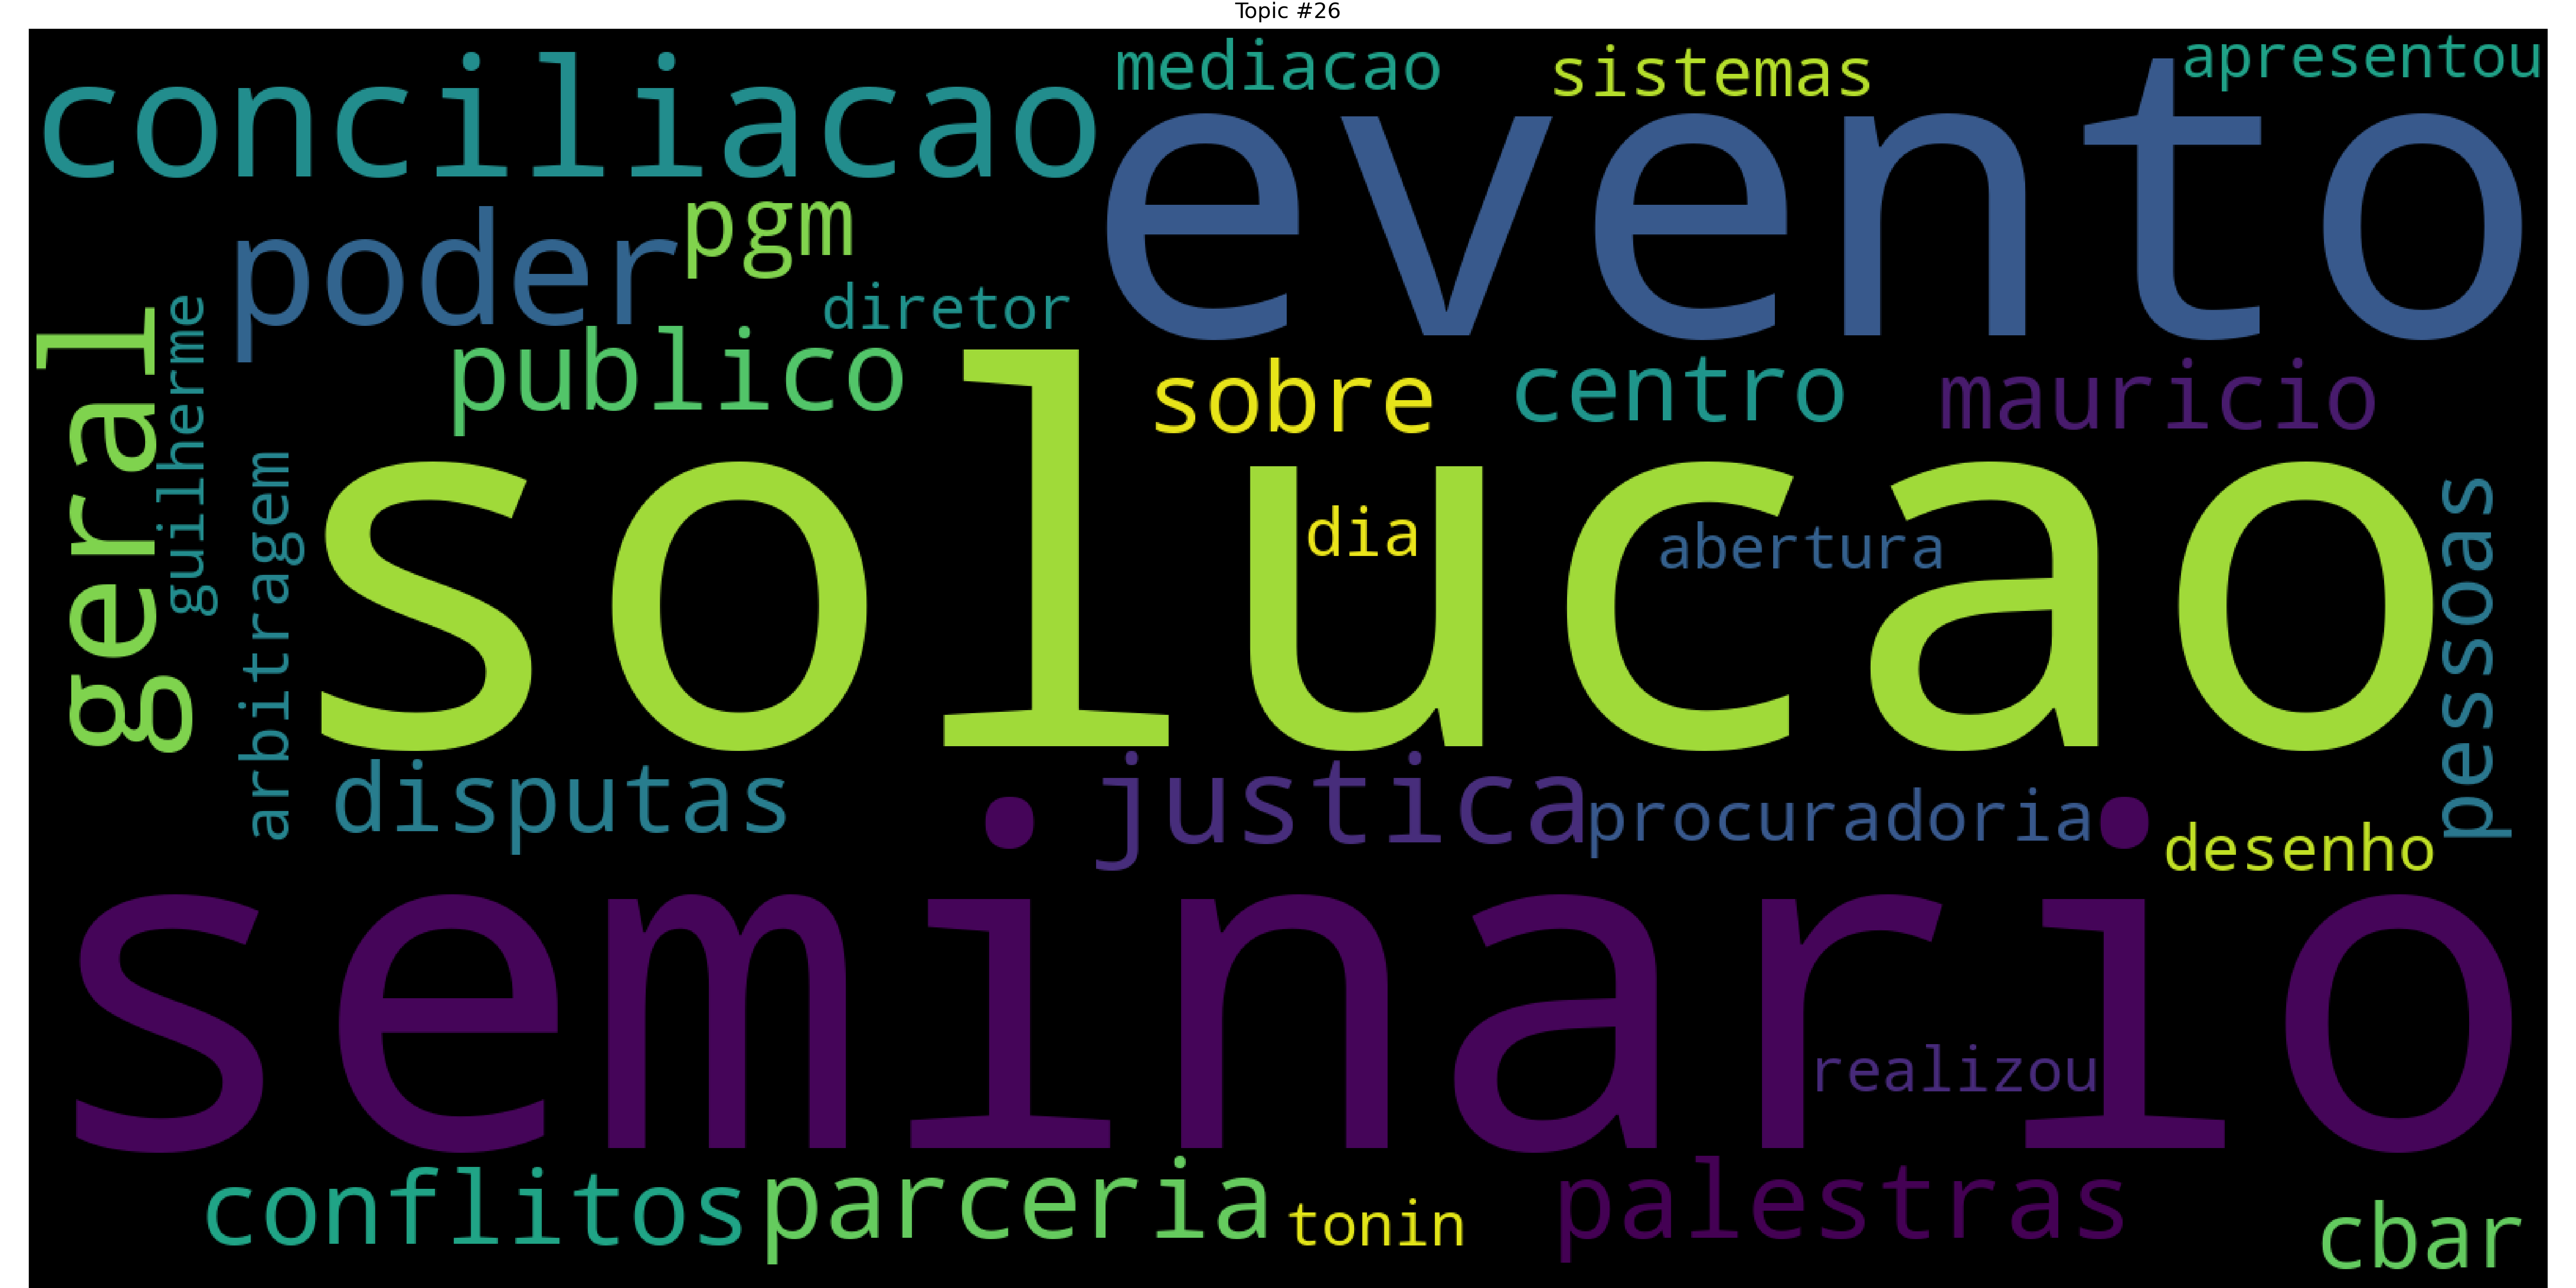 Topic #26
mediacao
sistemas
apresentou
conciliacao
evento
poder
pgm
diretor
publico
geral
guilherme
sobre
centro
mauricio
arbitragem
solucao
dia
abertura
pessoas
disputas
justica
procuradoria
desenho
seminario
realizou
conflitos
parceria
tonin
palestras
cbar